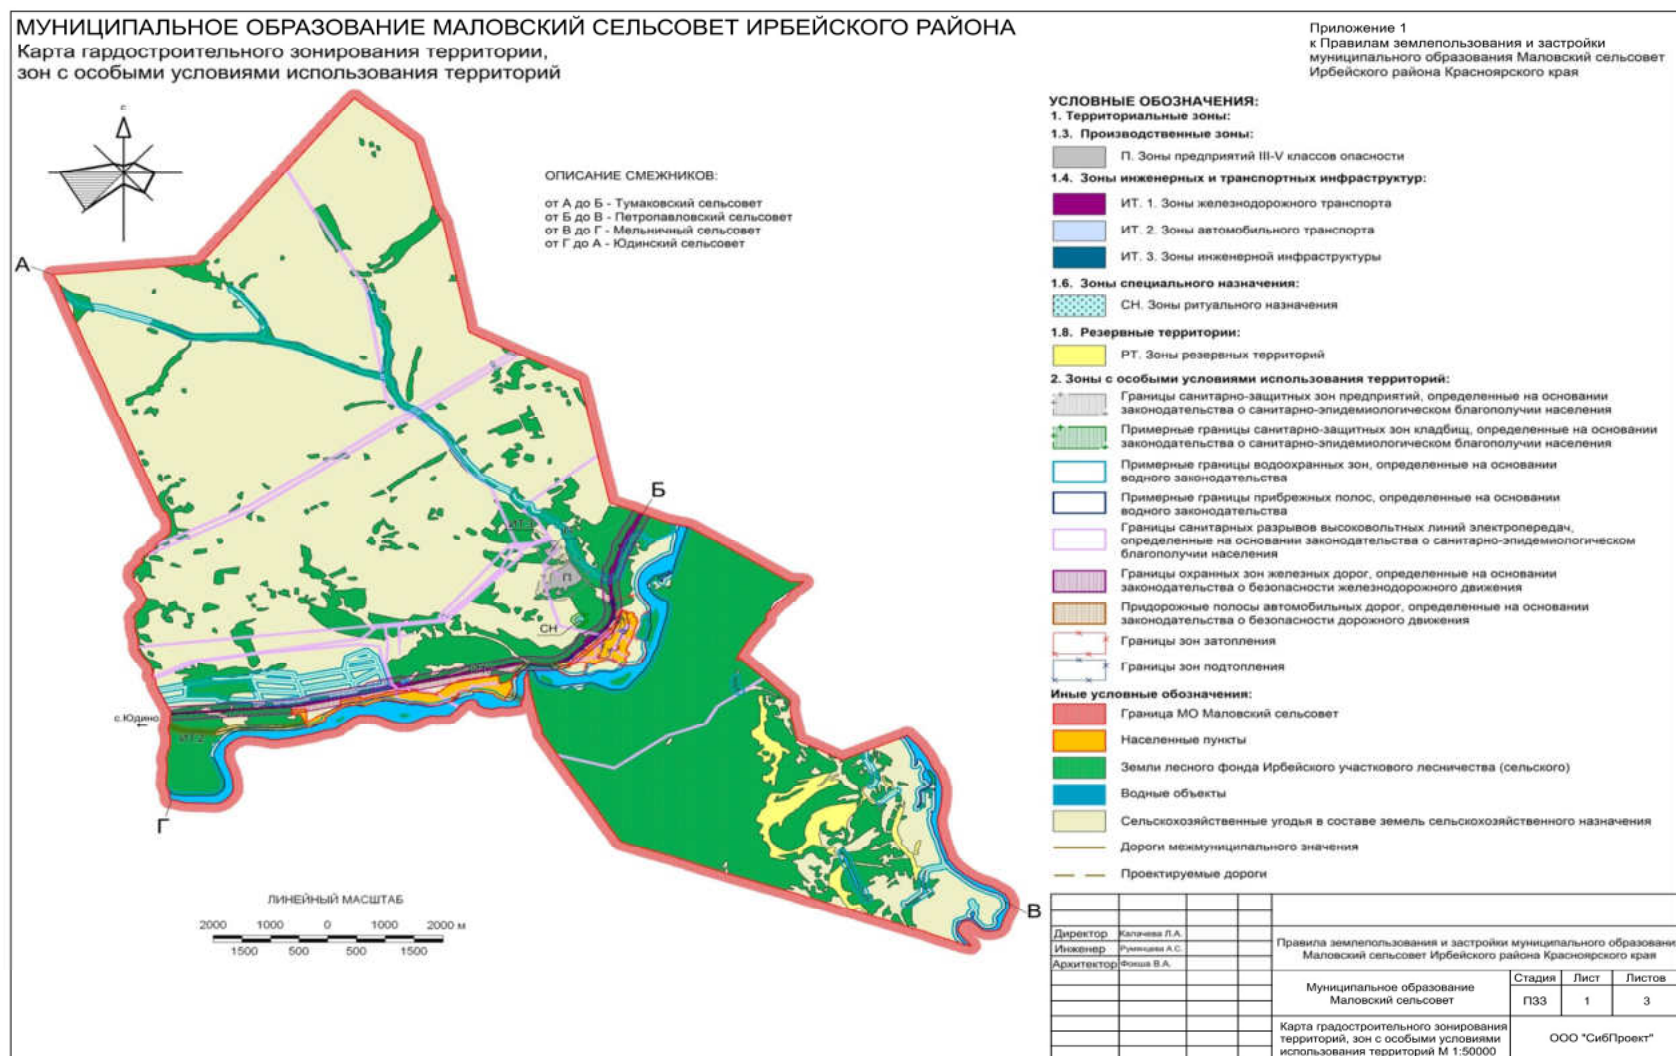 МУНИЦИПАЛЬНОЕ ОБРАЗОВАНИЕ МАЛОВСКИЙ СЕЛЬСОВЕТ ИРБЕЙСКОГО РАЙОНА
Карта гардостроительного зонирования территории,
зон с особыми условиями использования территорий
Приложение 1
к Правилам землепользования и застройки
муниципального образования Маловский сельсовет
Ирбейского района Красноярского края
с
ОПИСАНИЕ СМЕЖНИКОВ:
от А до Б - Тумаковский сельсовет
от Б до В - Петропавловский сельсовет
от В до Г - Мельничный сельсовет
от Г до А - Юдинский сельсовет
А
Б
ИТ.3
П
СН
с.Юдино
ИТ.2
Г
В
ЛИНЕЙНЫЙ МАСШТАБ
2000 1000 0 1000 2000 м
1500 500 500 1500
УСЛОВНЫЕ ОБОЗНАЧЕНИЯ:
1. Территориальные зоны:
1.3. Производственные зоны:
П. Зоны предприятий III-V классов опасности
1.4. Зоны инженерных и транспортных инфраструктур:
ИТ. 1. Зоны железнодорожного транспорта
ИТ. 2. Зоны автомобильного транспорта
ИТ. 3. Зоны инженерной инфраструктуры
1.6. Зоны специального назначения:
СН. Зоны ритуального назначения
1.8. Резервные территории:
РТ. Зоны резервных территорий
2. Зоны с особыми условиями использования территорий:
Границы санитарно-защитных зон предприятий, определенные на основании
законодательства о санитарно-эпидемиологическом благополучии населения
Примерные границы санитарно-защитных зон кладбищ, определенные на основании
законодательства о санитарно-эпидемиологическом благополучии населения
Примерные границы водоохранных зон, определенные на основании
водного законодательства
Примерные границы прибрежных полос, определенные на основании
водного законодательства
Границы санитарных разрывов высоковольтных линий электропередач,
определенные на основании законодательства о санитарно-эпидемиологическом
благополучии населения
Границы охранных зон железных дорог, определенные на основании
законодательства о безопасности железнодорожного движения
Придорожные полосы автомобильных дорог, определенные на основании
законодательства о безопасности дорожного движения
Границы зон затопления
Границы зон подтопления
Иные условные обозначения:
Граница МО Маловский сельсовет
Населенные пункты
Земли лесного фонда Ирбейского участкового лесничества (сельского)
Водные объекты
Сельскохозяйственные угодья в составе земель сельскохозяйственного назначения
Дороги межмуниципального значения
Проектируемые дороги
Директор Калачева Л.А.
Инженер Румянцева А.С.
Архитектор Фокша В.А.
Правила землепользования и застройки муниципального образовани
Маловский сельсовет Ирбейского района Красноярского края
Муниципальное образование
Маловский сельсовет
Стадия Лист Листов
ПЗЗ 1 3
Карта градостроительного зонирования
территорий, зон с особыми условиями
использования территорий М 1:50000
ООО "СибПроект"